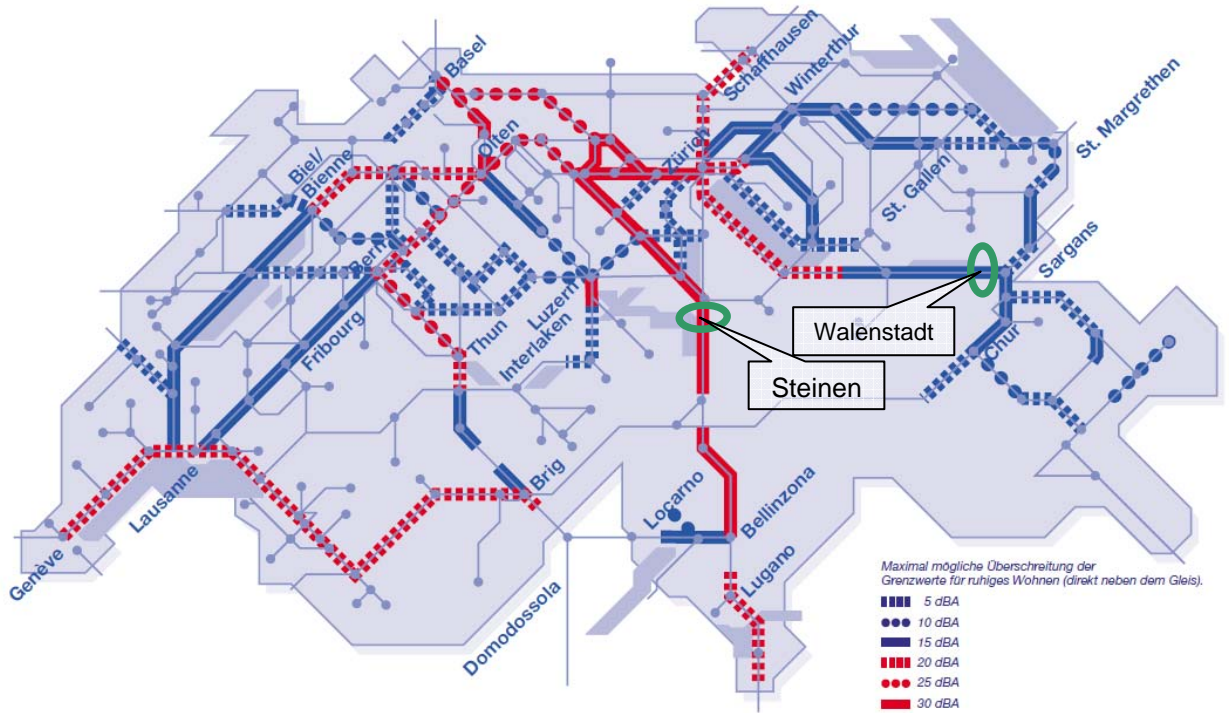 Basel
Schaffhausen
Winterthur
St. Margrethen
Biel/
Bienne
Olten
Zürich
St. Gallen
Sargans
Bern
Luzern
Walenstadt
Fribourg
Thun
Interlaken
Chur
Steinen
Lausanne
Brig
Locarno
Bellinzona
Genève
Lugano
Domodossola
Maximal mögliche Überschreitung der
Grenzwerte für ruhiges Wohnen (direkt neben dem Gleis).
5 dBA
10 dBA
15 dBA
20 dBA
25 dBA
30 dBA